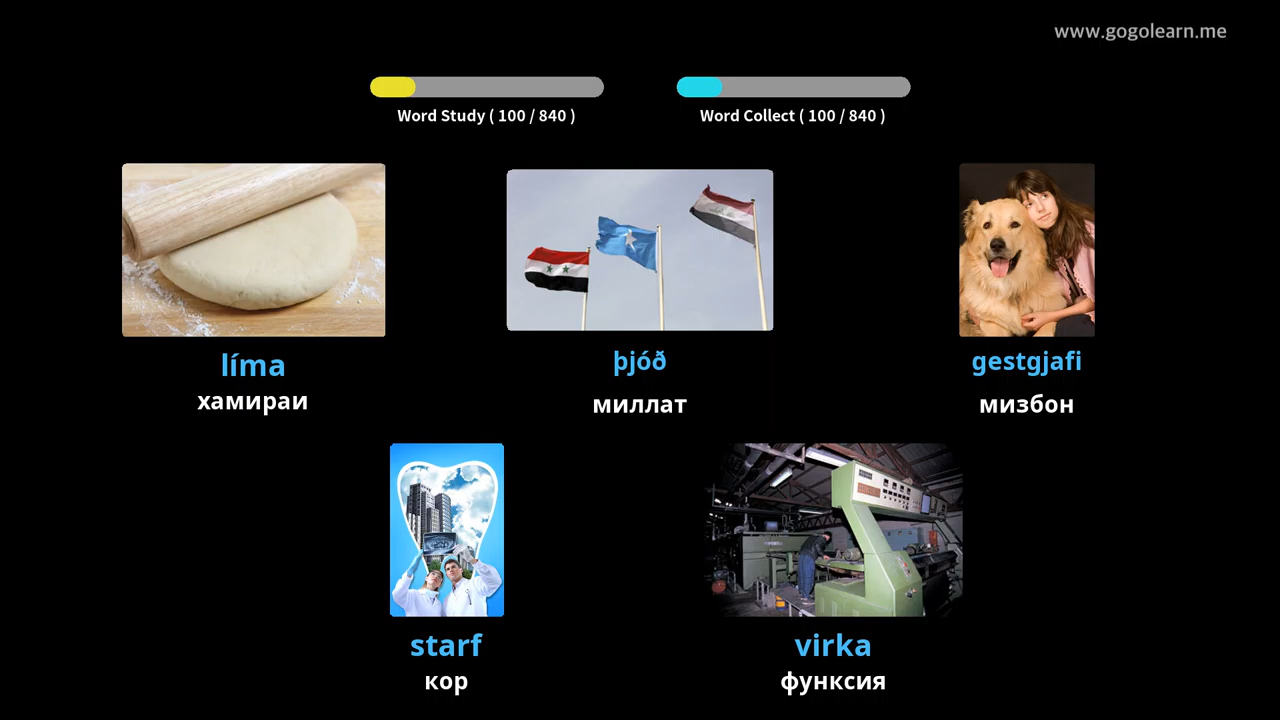 www.gogolearn.me
Word Study ( 100 / 840 )
Word Collect ( 100 / 840 )
líma
хамираи
þjóð
миллат
gestgjafi
мизбон
starf
кор
virka
функсия